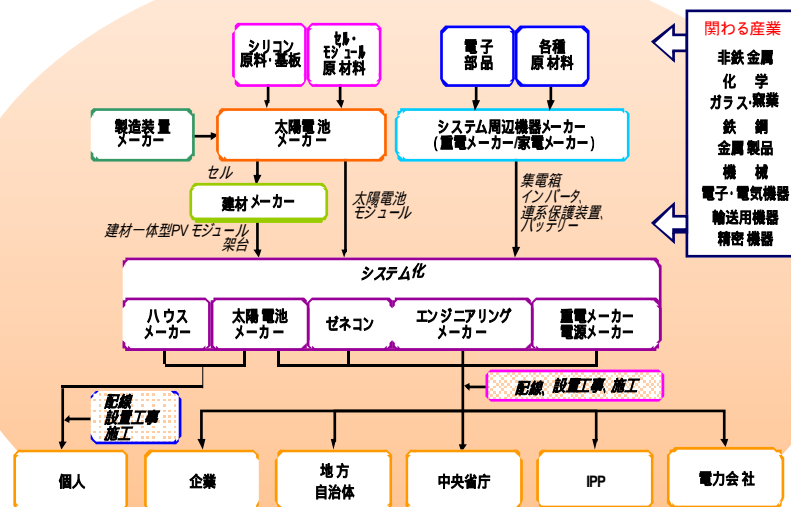 シリコン
原料・基板
セル・
モジュール
原材料
電子
部品
各種
原材料
関わる産業
非鉄金属
化 学
ガラス・窯業
鉄 鋼
金属製品
機 械
電子・電気機器
輸送用機器
精密機器
製造装置
メーカー
太陽電池
メーカー
システム周辺機器メーカー
(重電メーカー/家電メーカー)
セル
建材メーカー
太陽電池
モジュール
集電箱
インバータ、
連系保護装置、
バッテリー
建材一体型PVモジュール
架台
システム化
ハウス
メーカー
太陽電池
メーカー
ゼネコン
エンジニアリング
メーカー
重電メーカー
電源メーカー
配線
設置工事
施工
配線、設置工事、施工
個人
企業
地方
自治体
中央省庁
IPP
電力会社